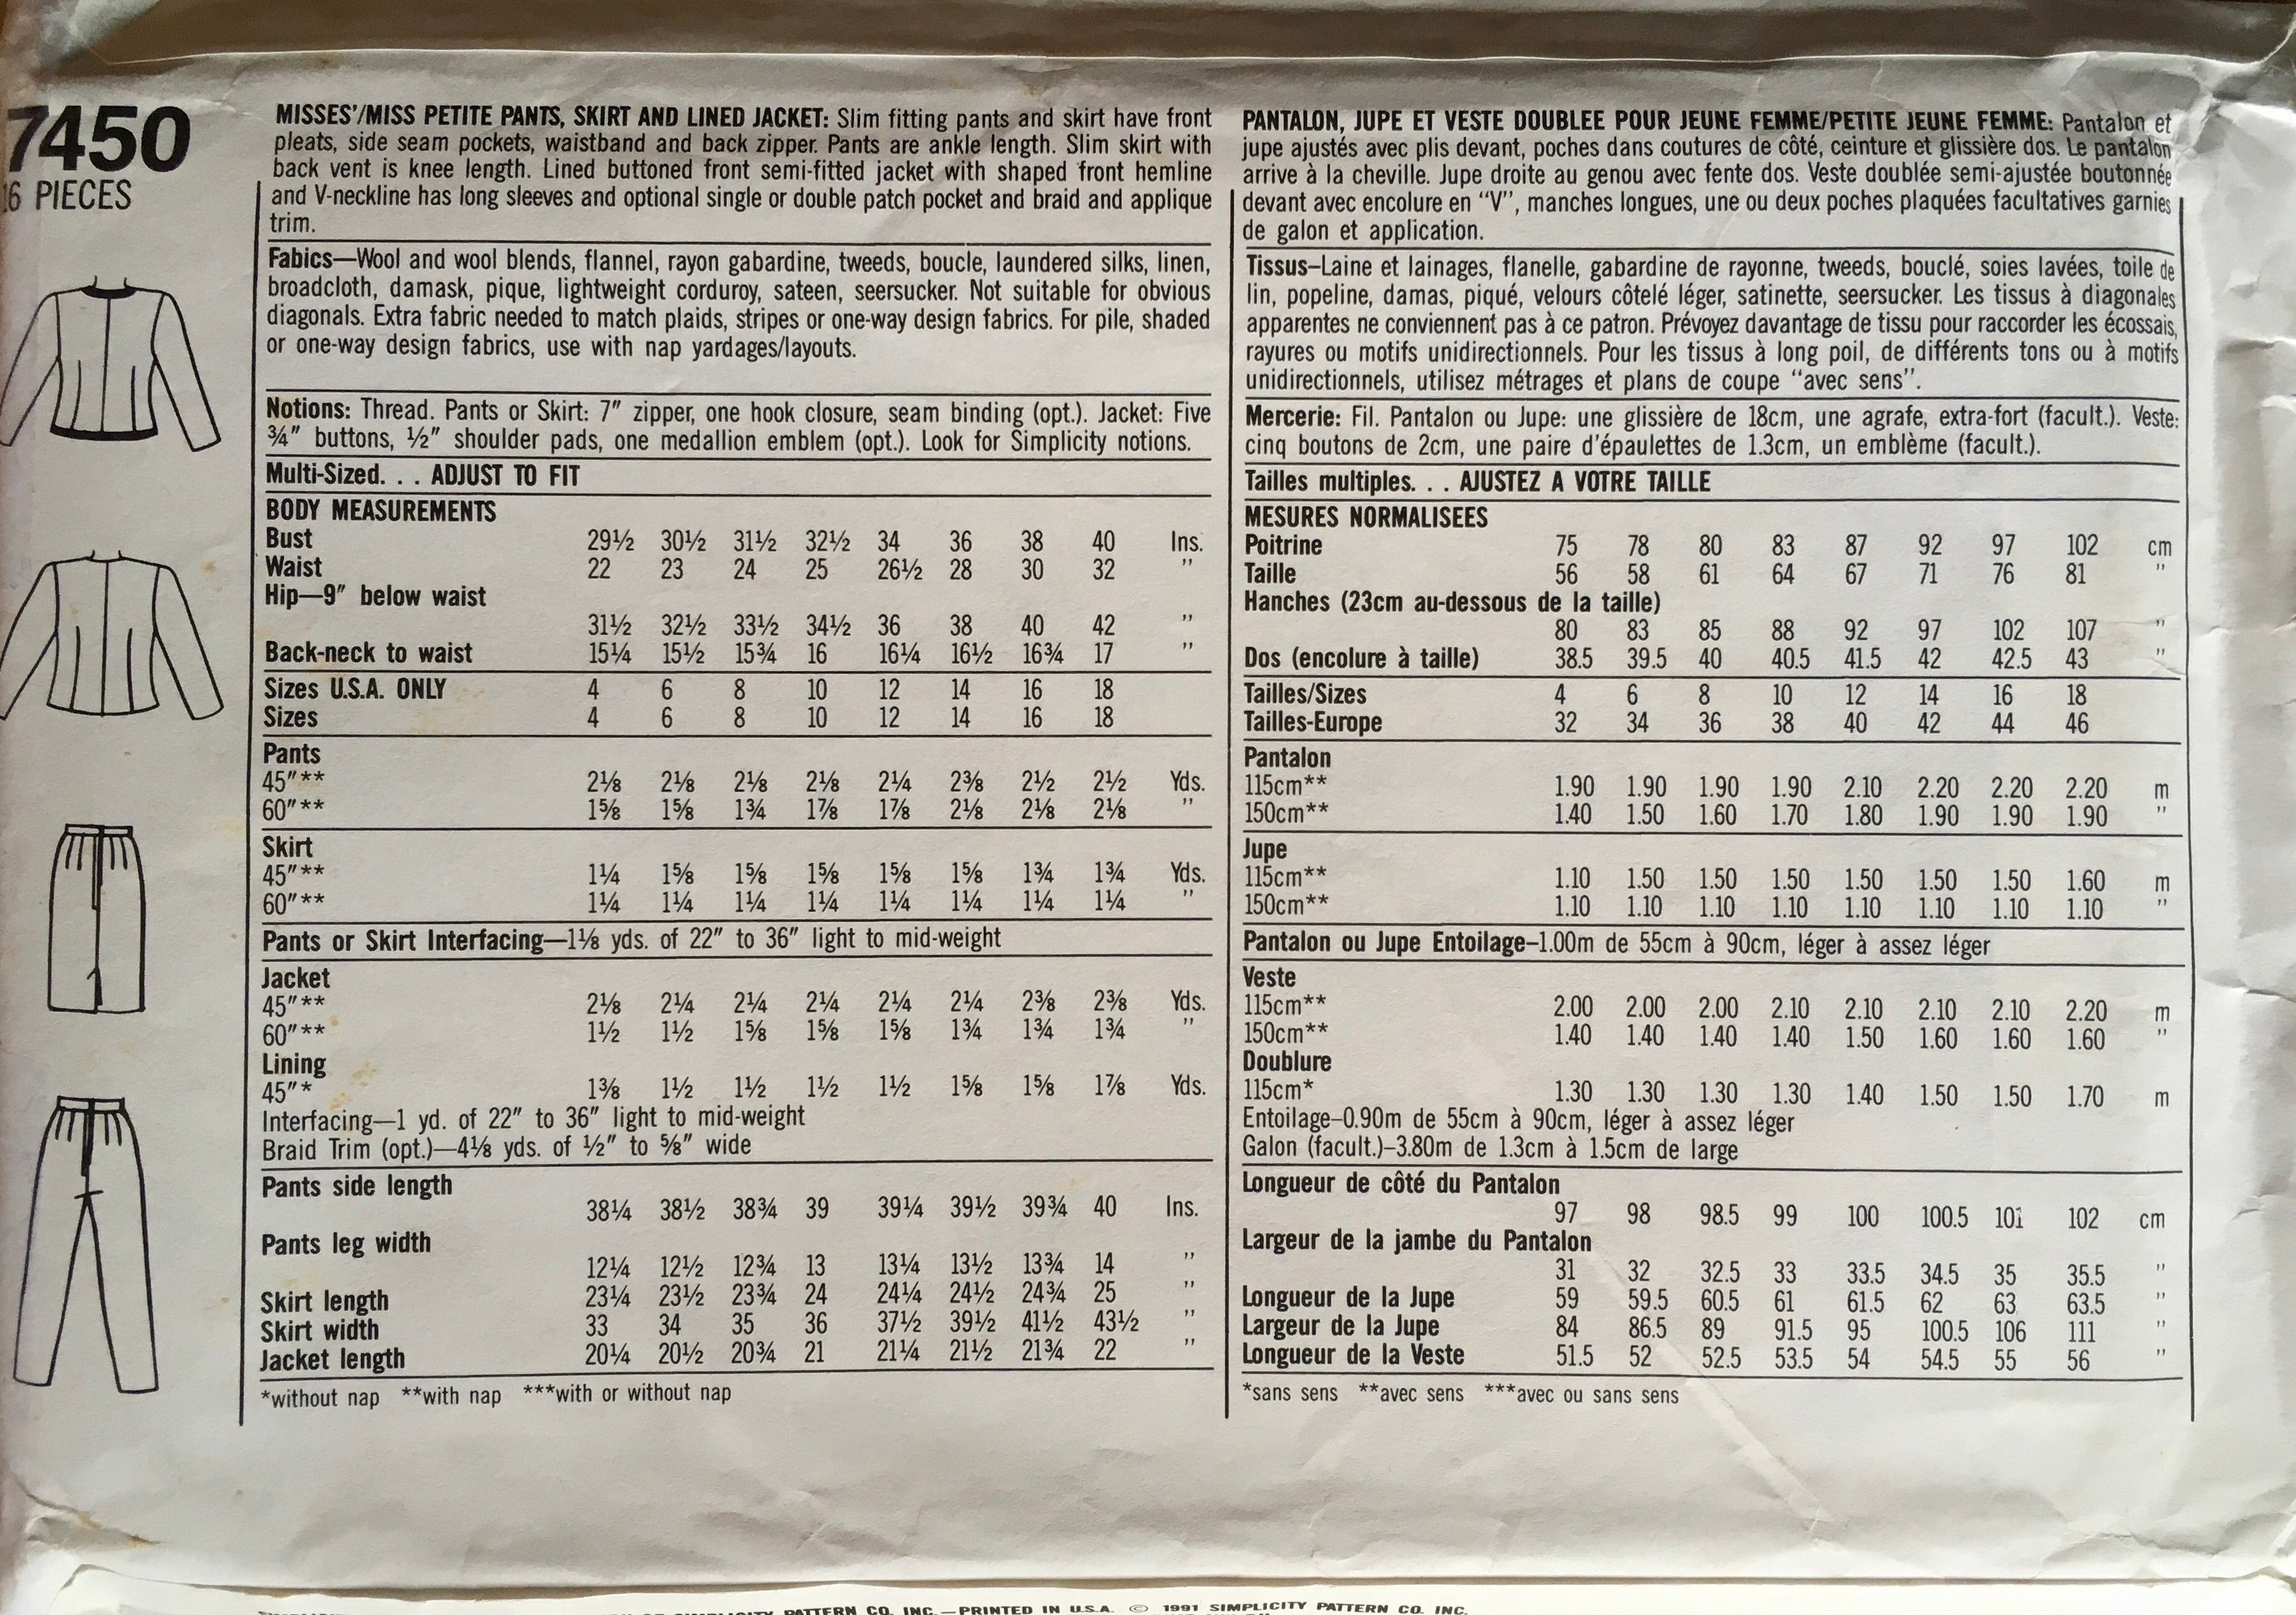 7450
16 PIECES
MISSES'/MISS PETITE PANTS, SKIRT AND LINED JACKET: Slim fitting pants and skirt have front
pleats, side seam pockets, waistband and back zipper. Pants are ankle length. Slim skirt with
back vent is knee length. Lined buttoned front semi-fitted jacket with shaped front hemline
and V-neckline has long sleeves and optional single or double patch pocket and braid and applique
trim.
Fabics—Wool and wool blends, flannel, rayon gabardine, tweeds, boucle, laundered silks, linen,
broadcloth, damask, pique, lightweight corduroy, sateen, seersucker. Not suitable for obvious
diagonals. Extra fabric needed to match plaids, stripes or one-way design fabrics. For pile, shaded
or one-way design fabrics, use with nap yardages/layouts.
Notions: Thread. Pants or Skirt: 7" zipper, one hook closure, seam binding (opt.). Jacket: Five
¾" buttons, ½" shoulder pads, one medallion emblem (opt.). Look for Simplicity notions.
Multi-Sized. . . ADJUST TO FIT
BODY MEASUREMENTS
Bust 29½ 30½ 31½ 32½ 34 36 38 40 Ins.
Waist 22 23 24 25 26½ 28 30 32 "
Hip—9" below waist
31½ 32½ 33½ 34½ 36 38 40 42 "
Back-neck to waist 15¼ 15½ 15¾ 16 16¼ 16½ 16¾ 17 "
Sizes U.S.A. ONLY 4 6 8 10 12 14 16 18
Sizes 4 6 8 10 12 14 16 18
Pants
45"** 2⅛ 2⅛ 2⅛ 2⅛ 2¼ 2⅜ 2½ 2½ Yds.
60"** 1⅝ 1⅝ 1¾ 1⅞ 1⅞ 2⅛ 2⅛ 2⅛ "
Skirt
45"** 1¼ 1⅝ 1⅝ 1⅝ 1⅝ 1⅝ 1¾ 1¾ Yds.
60"** 1¼ 1¼ 1¼ 1¼ 1¼ 1¼ 1¼ 1¼ "
Pants or Skirt Interfacing—1⅛ yds. of 22" to 36" light to mid-weight
Jacket
45"** 2⅛ 2¼ 2¼ 2¼ 2¼ 2¼ 2⅜ 2⅜ Yds.
60"** 1½ 1½ 1⅝ 1⅝ 1⅝ 1¾ 1¾ 1¾ "
Lining
45"* 1⅜ 1½ 1½ 1½ 1½ 1⅝ 1⅝ 1⅞ Yds.
Interfacing—1 yd. of 22" to 36" light to mid-weight
Braid Trim (opt.)—4⅛ yds. of ½" to ⅝" wide
Pants side length
38¼ 38½ 38¾ 39 39¼ 39½ 39¾ 40 Ins.
Pants leg width
12¼ 12½ 12¾ 13 13¼ 13½ 13¾ 14 "
Skirt length 23¼ 23½ 23¾ 24 24¼ 24½ 24¾ 25 "
Skirt width 33 34 35 36 37½ 39½ 41½ 43½ "
Jacket length 20¼ 20½ 20¾ 21 21¼ 21½ 21¾ 22 "
*without nap **with nap ***with or without nap
PANTALON, JUPE ET VESTE DOUBLEE POUR JEUNE FEMME/PETITE JEUNE FEMME: Pantalon et
jupe ajustés avec plis devant, poches dans coutures de côté, ceinture et glissière dos. Le pantalon
arrive à la cheville. Jupe droite au genou avec fente dos. Veste doublée semi-ajustée boutonnée
devant avec encolure en "V", manches longues, une ou deux poches plaquées facultatives garnies
de galon et application.
Tissus–Laine et lainages, flanelle, gabardine de rayonne, tweeds, bouclé, soies lavées, toile de
lin, popeline, damas, piqué, velours côtelé léger, satinette, seersucker. Les tissus à diagonales
apparentes ne conviennent pas à ce patron. Prévoyez davantage de tissu pour raccorder les écossais,
rayures ou motifs unidirectionnels. Pour les tissus à long poil, de différents tons ou à motifs
unidirectionnels, utilisez métrages et plans de coupe "avec sens".
Mercerie: Fil. Pantalon ou Jupe: une glissière de 18cm, une agrafe, extra-fort (facult.). Veste:
cinq boutons de 2cm, une paire d'épaulettes de 1.3cm, un emblème (facult.).
Tailles multiples. . . AJUSTEZ A VOTRE TAILLE
MESURES NORMALISEES
Poitrine 75 78 80 83 87 92 97 102 cm
Taille 56 58 61 64 67 71 76 81 "
Hanches (23cm au-dessous de la taille)
80 83 85 88 92 97 102 107 "
Dos (encolure à taille) 38.5 39.5 40 40.5 41.5 42 42.5 43 "
Tailles/Sizes 4 6 8 10 12 14 16 18
Tailles-Europe 32 34 36 38 40 42 44 46
Pantalon
115cm** 1.90 1.90 1.90 1.90 2.10 2.20 2.20 2.20 m
150cm** 1.40 1.50 1.60 1.70 1.80 1.90 1.90 1.90 "
Jupe
115cm** 1.10 1.50 1.50 1.50 1.50 1.50 1.50 1.60 m
150cm** 1.10 1.10 1.10 1.10 1.10 1.10 1.10 1.10 "
Pantalon ou Jupe Entoilage–1.00m de 55cm à 90cm, léger à assez léger
Veste
115cm** 2.00 2.00 2.00 2.10 2.10 2.10 2.10 2.20 m
150cm** 1.40 1.40 1.40 1.40 1.50 1.60 1.60 1.60 "
Doublure
115cm* 1.30 1.30 1.30 1.30 1.40 1.50 1.50 1.70 m
Entoilage–0.90m de 55cm à 90cm, léger à assez léger
Galon (facult.)–3.80m de 1.3cm à 1.5cm de large
Longueur de côté du Pantalon
97 98 98.5 99 100 100.5 101 102 cm
Largeur de la jambe du Pantalon
31 32 32.5 33 33.5 34.5 35 35.5 "
Longueur de la Jupe 59 59.5 60.5 61 61.5 62 63 63.5 "
Largeur de la Jupe 84 86.5 89 91.5 95 100.5 106 111 "
Longueur de la Veste 51.5 52 52.5 53.5 54 54.5 55 56 "
*sans sens **avec sens ***avec ou sans sens
PATTERN CO. INC.—PRINTED IN U.S.A. © 1991 SIMPLICITY PATTERN CO. INC.